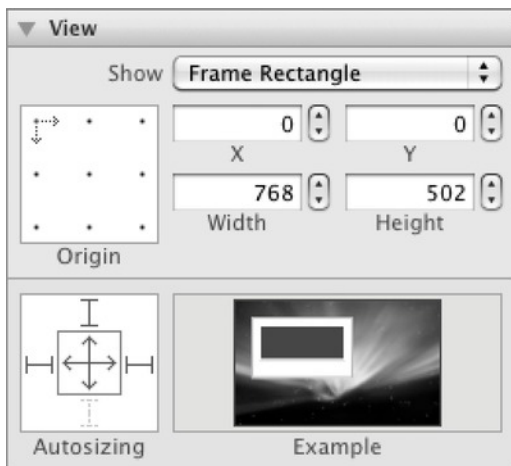 View
Show Frame Rectangle
0 0
X Y
768 502
Width Height
Origin
Autosizing Example